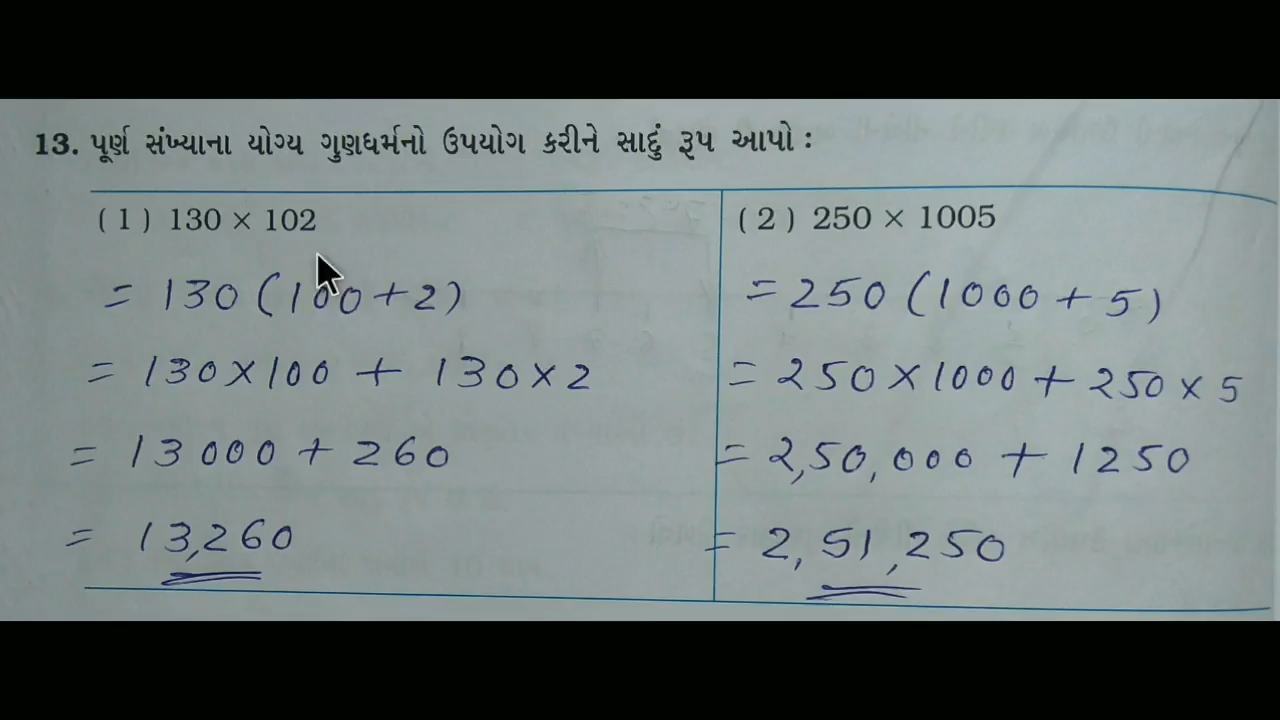 13. પૂર્ણ સંખ્યાના યોગ્ય ગુણધર્મનો ઉપયોગ કરીને સાદું રૂપ આપો :
( 1 ) 130 × 102
= 130 (100 + 2)
= 130 × 100 + 130 × 2
= 13000 + 260
= 13,260
( 2 ) 250 × 1005
= 250 (1000 + 5)
= 250 × 1000 + 250 × 5
= 2,50,000 + 1250
= 2,51,250